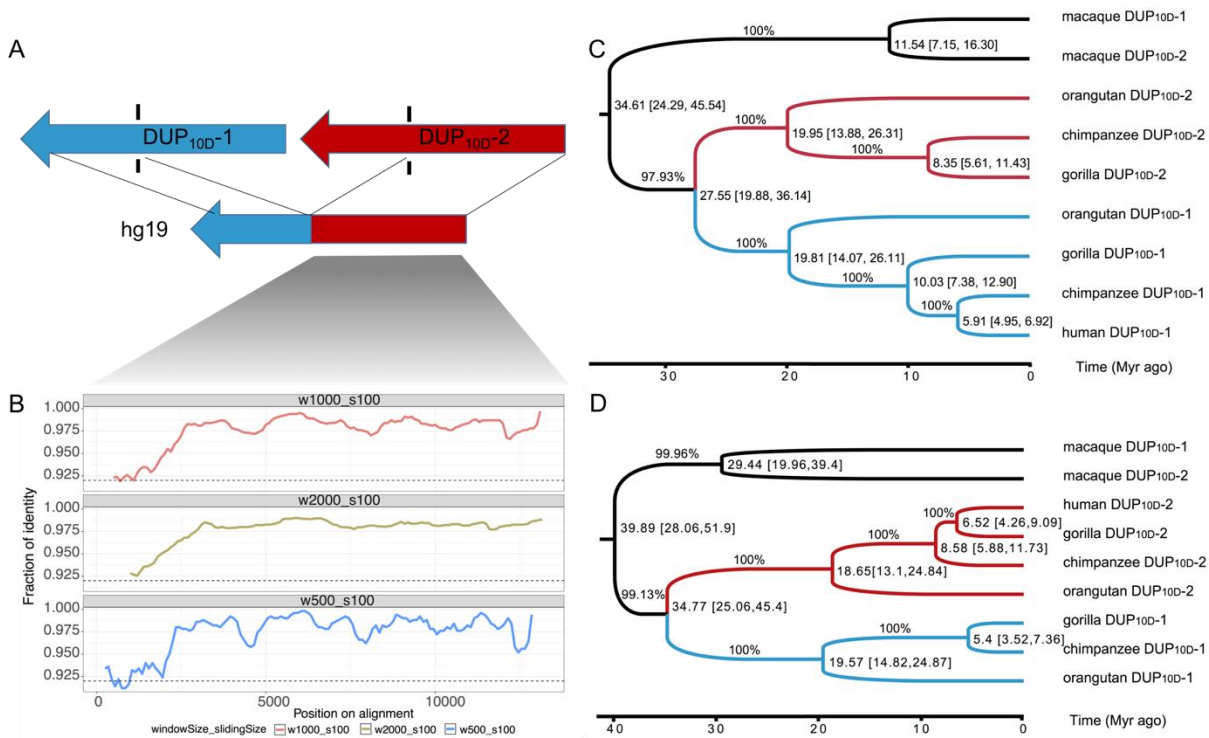 A
DUP10D-1
DUP10D-2
hg19
B
Fraction of identity
w1000_s100
1.000
0.975
0.950
0.925
w2000_s100
1.000
0.975
0.950
0.925
w500_s100
1.000
0.975
0.950
0.925
0
5000
10000
Position on alignment
windowSize_slidingSize
w1000_s100
w2000_s100
w500_s100
C
100%
11.54 [7.15, 16.30]
macaque DUP10D-1
macaque DUP10D-2
34.61 [24.29, 45.54]
100%
19.95 [13.88, 26.31]
orangutan DUP10D-2
100%
8.35 [5.61, 11.43]
chimpanzee DUP10D-2
gorilla DUP10D-2
97.93%
27.55 [19.88, 36.14]
orangutan DUP10D-1
100%
19.81 [14.07, 26.11]
gorilla DUP10D-1
100%
10.03 [7.38, 12.90]
chimpanzee DUP10D-1
100%
5.91 [4.95, 6.92]
human DUP10D-1
30
20
10
0
Time (Myr ago)
D
99.96%
29.44 [19.96,39.4]
macaque DUP10D-1
macaque DUP10D-2
39.89 [28.06,51.9]
human DUP10D-2
100%
6.52 [4.26,9.09]
gorilla DUP10D-2
100%
8.58 [5.88,11.73]
chimpanzee DUP10D-2
100%
18.65[13.1,24.84]
orangutan DUP10D-2
99.13%
34.77 [25.06,45.4]
gorilla DUP10D-1
100%
5.4 [3.52,7.36]
chimpanzee DUP10D-1
100%
19.57 [14.82,24.87]
orangutan DUP10D-1
40
30
20
10
0
Time (Myr ago)